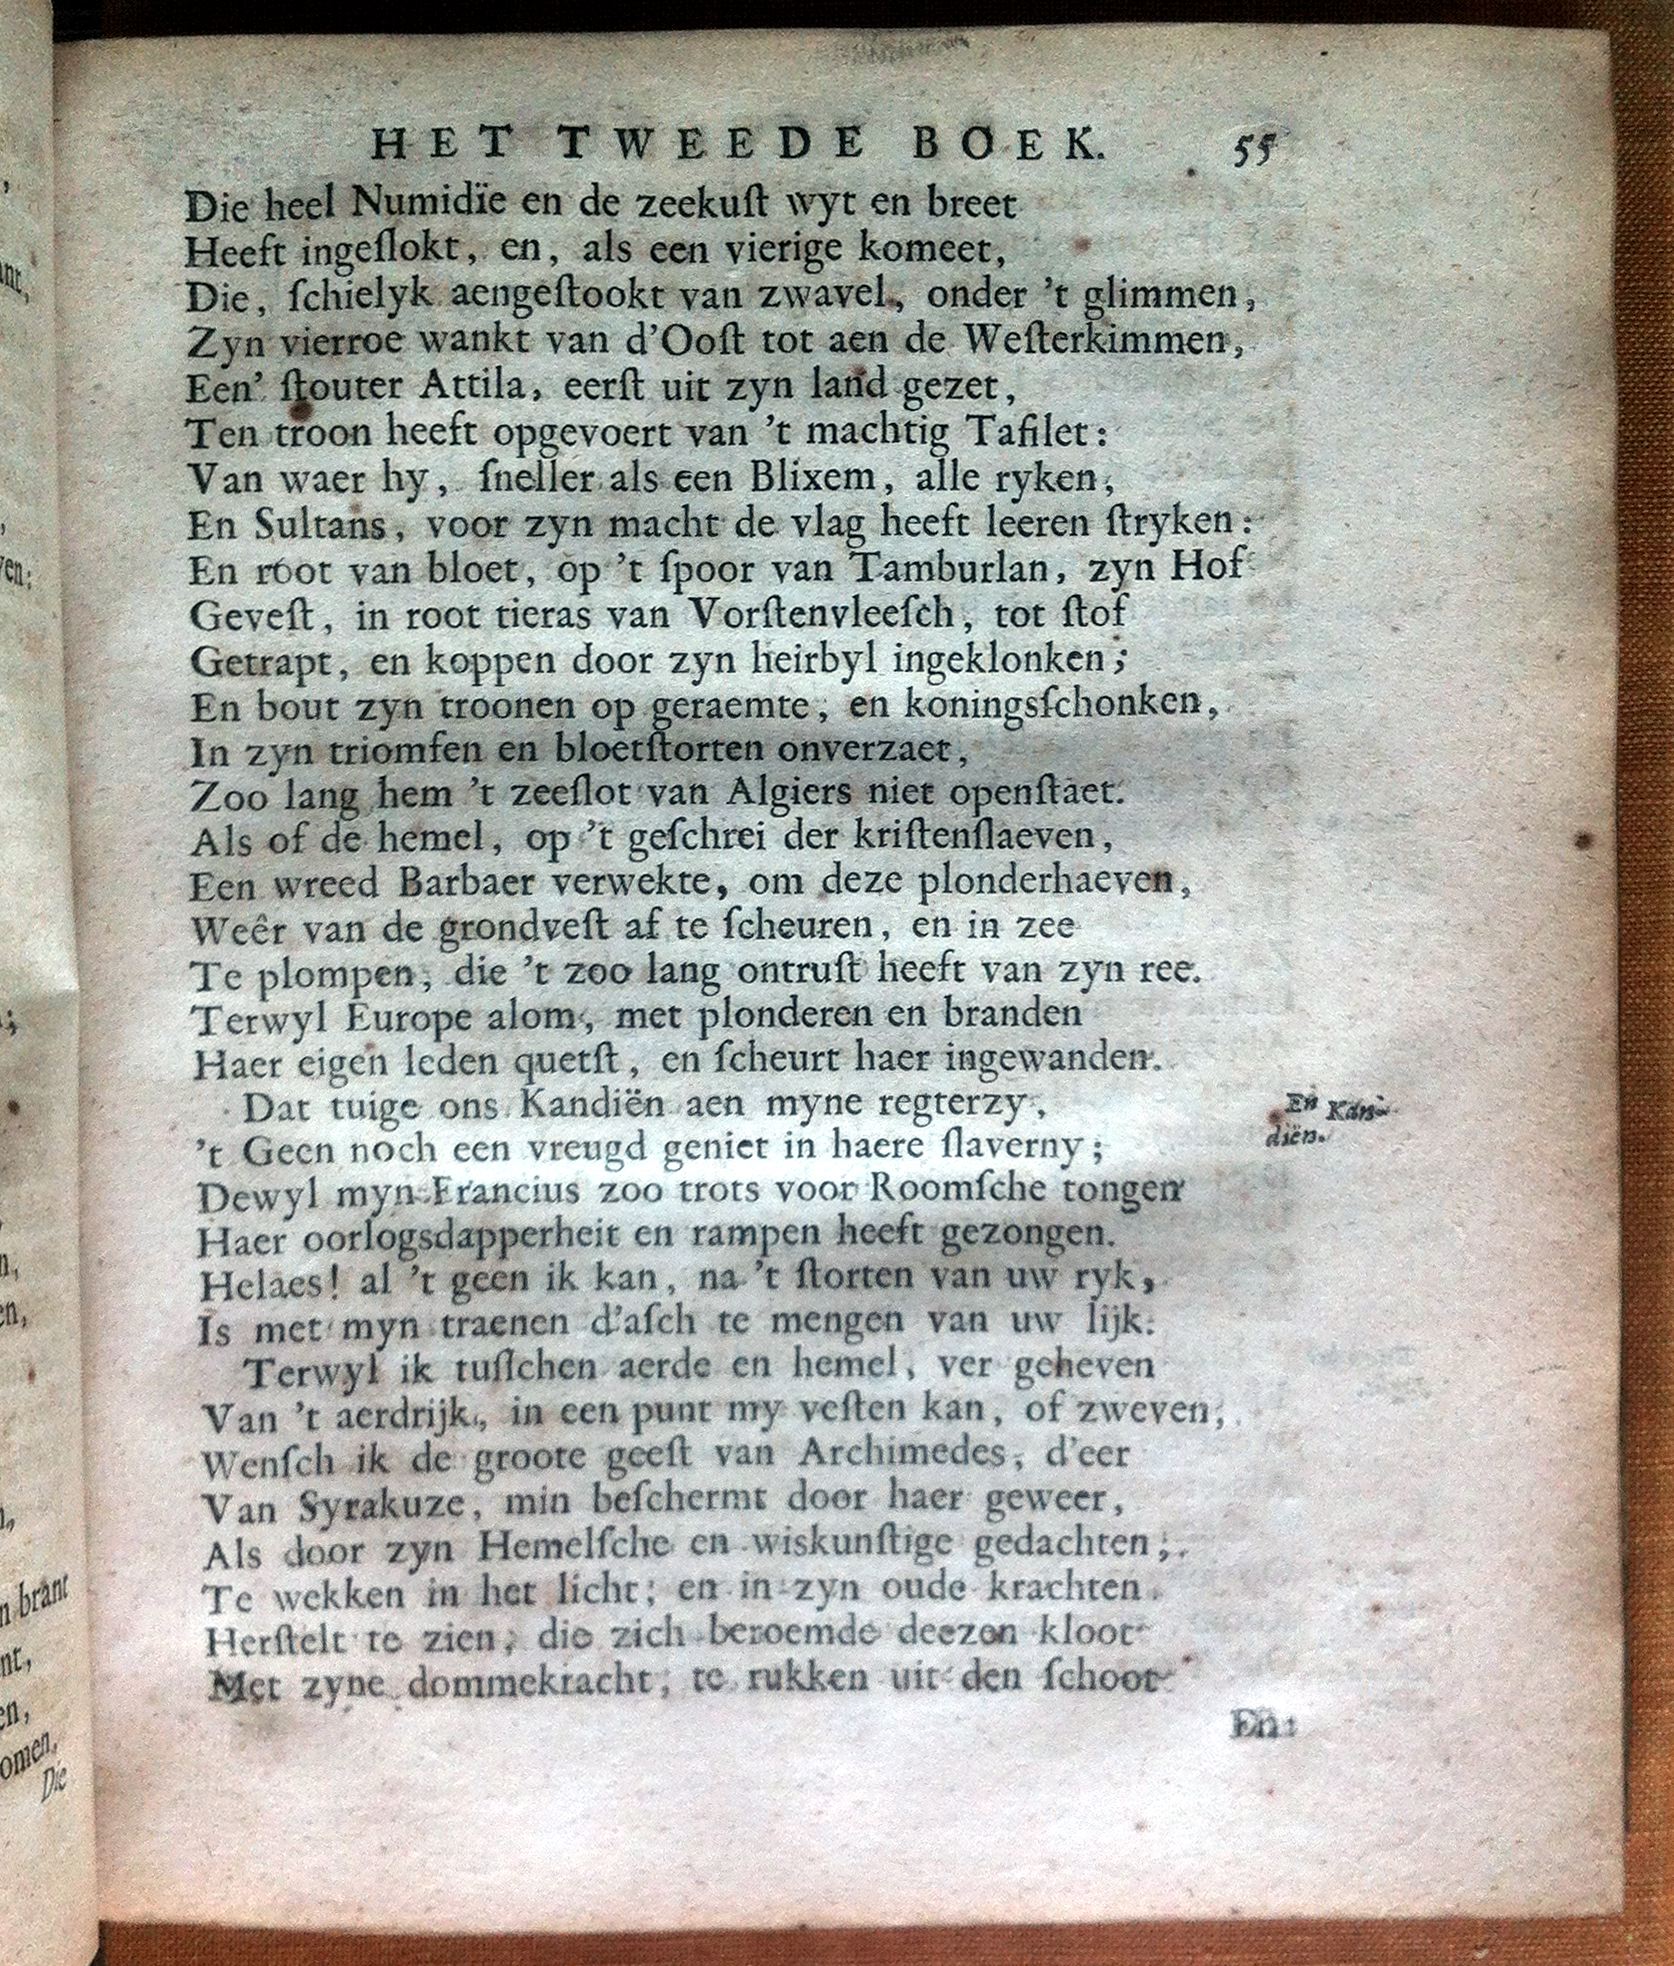 HET TWEEDE BOEK. 55
Die heel Numidïe en de zeekuſt wyt en breet
Heeft ingeſlokt, en, als een vierige komeet,
Die, ſchielyk aengeſtookt van zwavel, onder 't glimmen,
Zyn vierroe wankt van d'Ooſt tot aen de Weſterkimmen,
Een' ſtouter Attila, eerſt uit zyn land gezet,
Ten troon heeft opgevoert van 't machtig Tafilet:
Van waer hy, ſneller als een Blixem, alle ryken,
En Sultans, voor zyn macht de vlag heeft leeren ſtryken:
En root van bloet, op 't ſpoor van Tamburlan, zyn Hof
Geveſt, in root tieras van Vorſtenvleeſch, tot ſtof
Getrapt, en koppen door zyn heirbyl ingeklonken;
En bout zyn troonen op geraemte, en koningsſchonken,
In zyn triomfen en bloetſtorten onverzaet,
Zoo lang hem 't zeeſlot van Algiers niet openſtaet.
Als of de hemel, op 't geſchrei der kriſtenſlaeven,
Een wreed Barbaer verwekte, om deze plonderhaeven,
Weêr van de grondveſt af te ſcheuren, en in zee
Te plompen, die 't zoo lang ontruſt heeft van zyn ree.
Terwyl Europe alom, met plonderen en branden
Haer eigen leden quetſt, en ſcheurt haer ingewanden.
Dat tuige ons Kandiën aen myne regterzy,
En Kan-
diën.
't Geen noch een vreugd geniet in haere ſlaverny;
Dewyl myn Francius zoo trots voor Roomſche tongen
Haer oorlogsdapperheit en rampen heeft gezongen.
Helaes! al 't geen ik kan, na 't ſtorten van uw ryk,
Is met myn traenen d'aſch te mengen van uw lijk.
Terwyl ik tuſſchen aerde en hemel, ver geheven
Van 't aerdrijk, in een punt my veſten kan, of zweven,
Wenſch ik de groote geeſt van Archimedes, d'eer
Van Syrakuze, min beſchermt door haer geweer,
Als door zyn Hemelſche en wiskunſtige gedachten;
Te wekken in het licht; en in zyn oude krachten
Herſtelt te zien, die zich beroemde deezen kloot
Met zyne dommekracht, te rukken uit den ſchoot
En
nt,
ven:
;
n,
en,
n brant
nt,
en,
omen,
Die